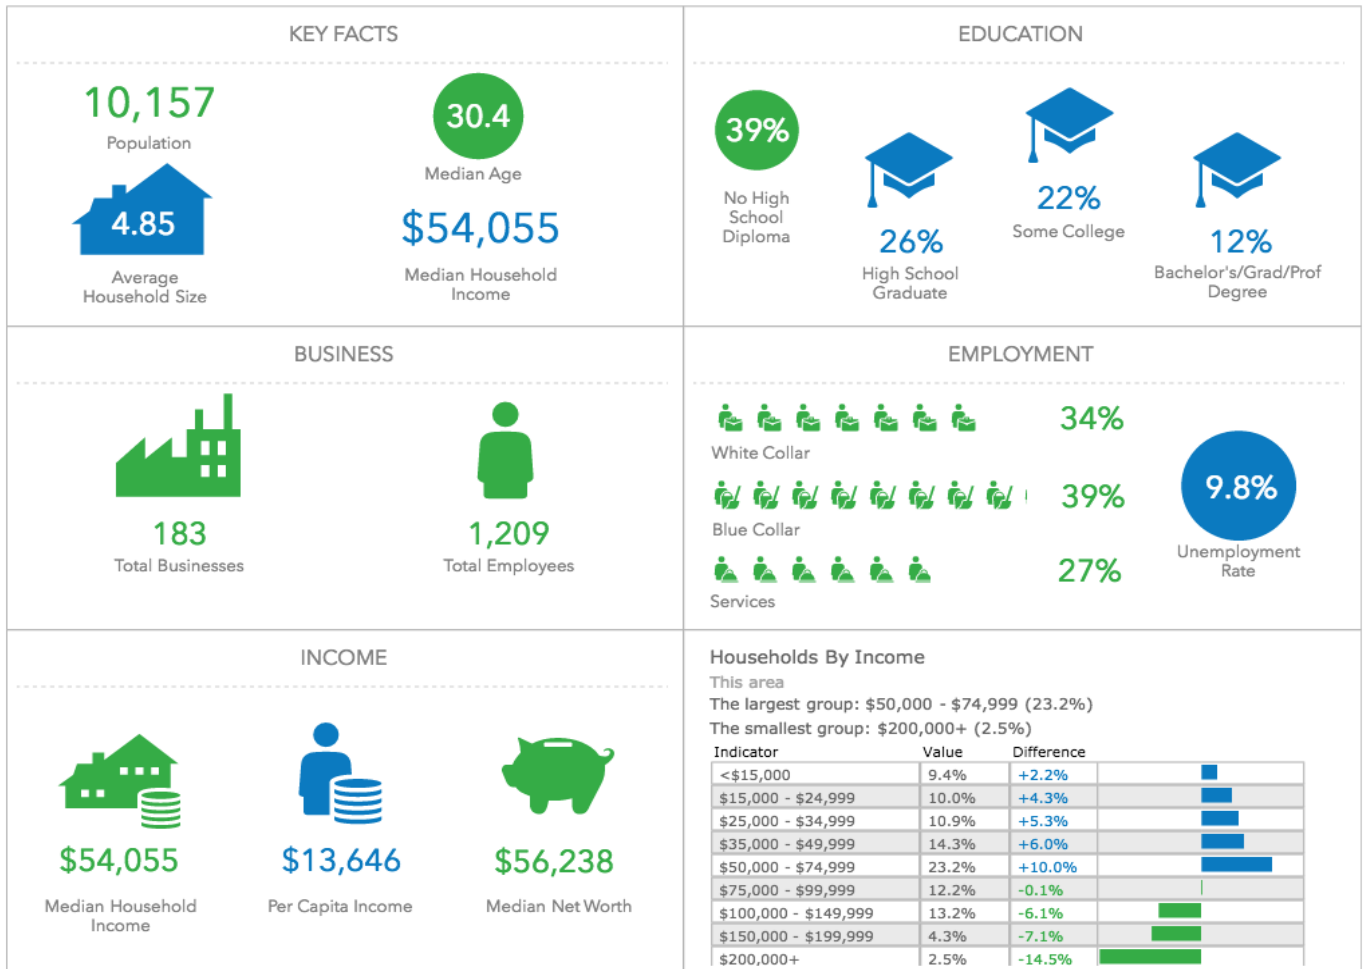 KEY FACTS
10,157
Population
30.4
Median Age
4.85
Average
Household Size
$54,055
Median Household
Income
EDUCATION
39%
No High
School
Diploma
26%
High School
Graduate
22%
Some College
12%
Bachelor's/Grad/Prof
Degree
BUSINESS
183
Total Businesses
1,209
Total Employees
EMPLOYMENT
34%
White Collar
39%
Blue Collar
27%
Services
9.8%
Unemployment
Rate
INCOME
$54,055
Median Household
Income
$13,646
Per Capita Income
$56,238
Median Net Worth
Households By Income
This area
The largest group: $50,000 - $74,999 (23.2%)
The smallest group: $200,000+ (2.5%)
Indicator Value Difference
<$15,000 9.4% +2.2%
$15,000 - $24,999 10.0% +4.3%
$25,000 - $34,999 10.9% +5.3%
$35,000 - $49,999 14.3% +6.0%
$50,000 - $74,999 23.2% +10.0%
$75,000 - $99,999 12.2% -0.1%
$100,000 - $149,999 13.2% -6.1%
$150,000 - $199,999 4.3% -7.1%
$200,000+ 2.5% -14.5%